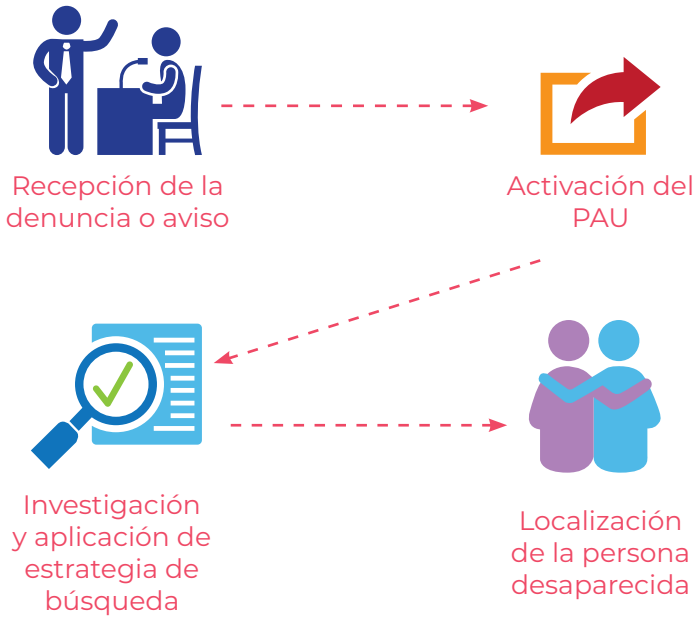 Recepción de la
denuncia o aviso
Activación del
PAU
Investigación
y aplicación de
estrategia de
búsqueda
Localización
de la persona
desaparecida